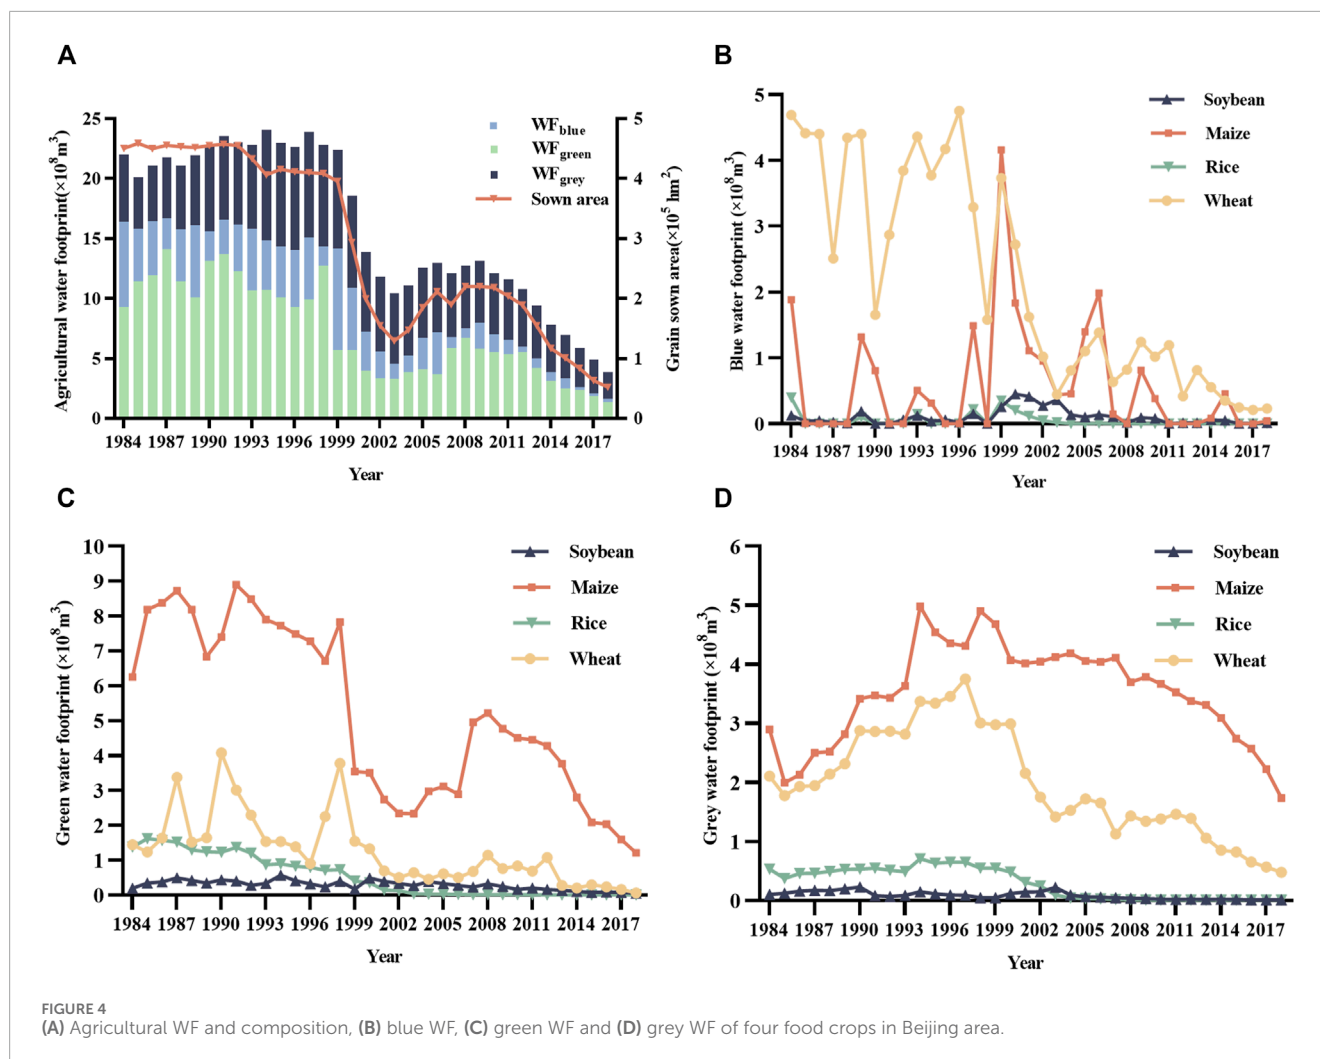 A
Agricultural water footprint(×10⁸m³)
25
20
15
10
5
0
WFblue
WFgreen
WFgrey
Sown area
5
4
3
2
1
0
Grain sown area(×10⁵ hm²)
1984 1987 1990 1993 1996 1999 2002 2005 2008 2011 2014 2017
Year
B
Blue water footprint (×10⁸m³)
5
4
3
2
1
0
Soybean
Maize
Rice
Wheat
1984 1987 1990 1993 1996 1999 2002 2005 2008 2011 2014 2017
Year
C
Green water footprint (×10⁸m³)
10
9
8
7
6
5
4
3
2
1
0
Soybean
Maize
Rice
Wheat
1984 1987 1990 1993 1996 1999 2002 2005 2008 2011 2014 2017
Year
D
Grey water footprint (×10⁸m³)
6
5
4
3
2
1
0
Soybean
Maize
Rice
Wheat
1984 1987 1990 1993 1996 1999 2002 2005 2008 2011 2014 2017
Year
FIGURE 4
(A) Agricultural WF and composition, (B) blue WF, (C) green WF and (D) grey WF of four food crops in Beijing area.